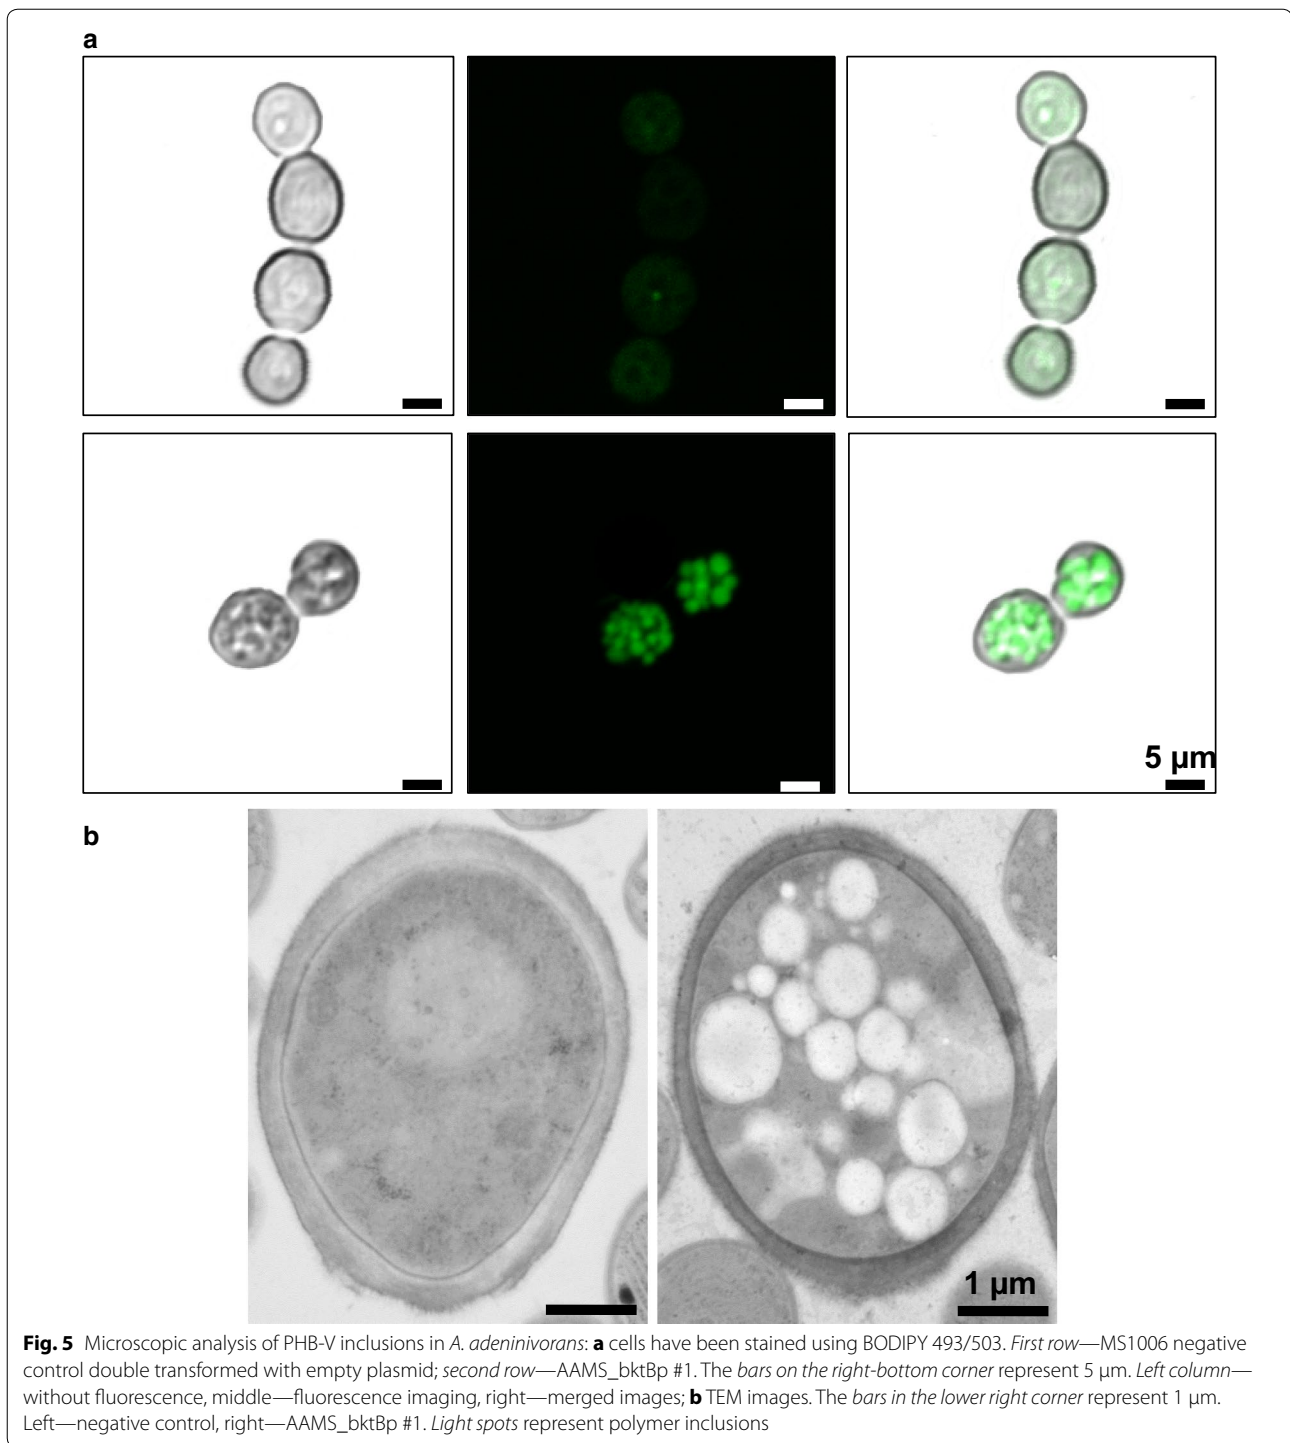 a
5 µm
b
1 µm
Fig. 5 Microscopic analysis of PHB-V inclusions in A. adeninivorans: a cells have been stained using BODIPY 493/503. First row—MS1006 negative
control double transformed with empty plasmid; second row—AAMS_bktBp #1. The bars on the right-bottom corner represent 5 µm. Left column—
without fluorescence, middle—fluorescence imaging, right—merged images; b TEM images. The bars in the lower right corner represent 1 µm.
Left—negative control, right—AAMS_bktBp #1. Light spots represent polymer inclusions